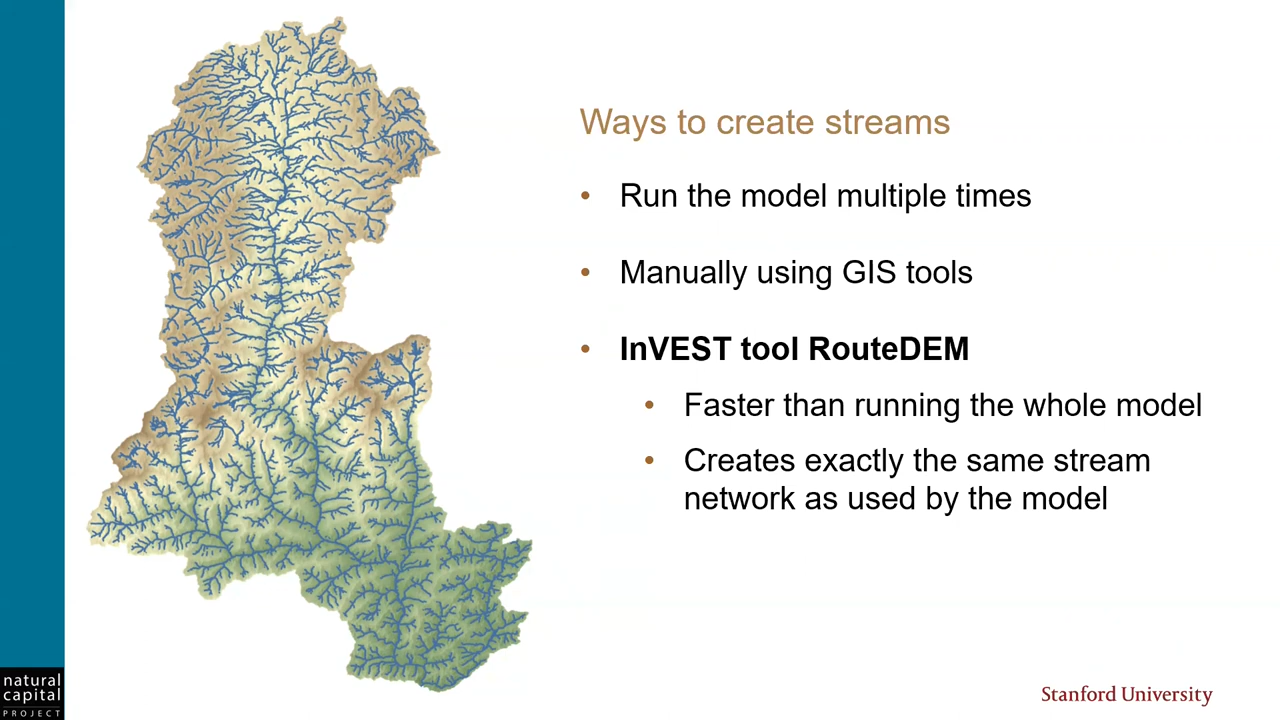 Ways to create streams
• Run the model multiple times
• Manually using GIS tools
• InVEST tool RouteDEM
• Faster than running the whole model
• Creates exactly the same stream
network as used by the model
natural
capital
PROJECT
Stanford University